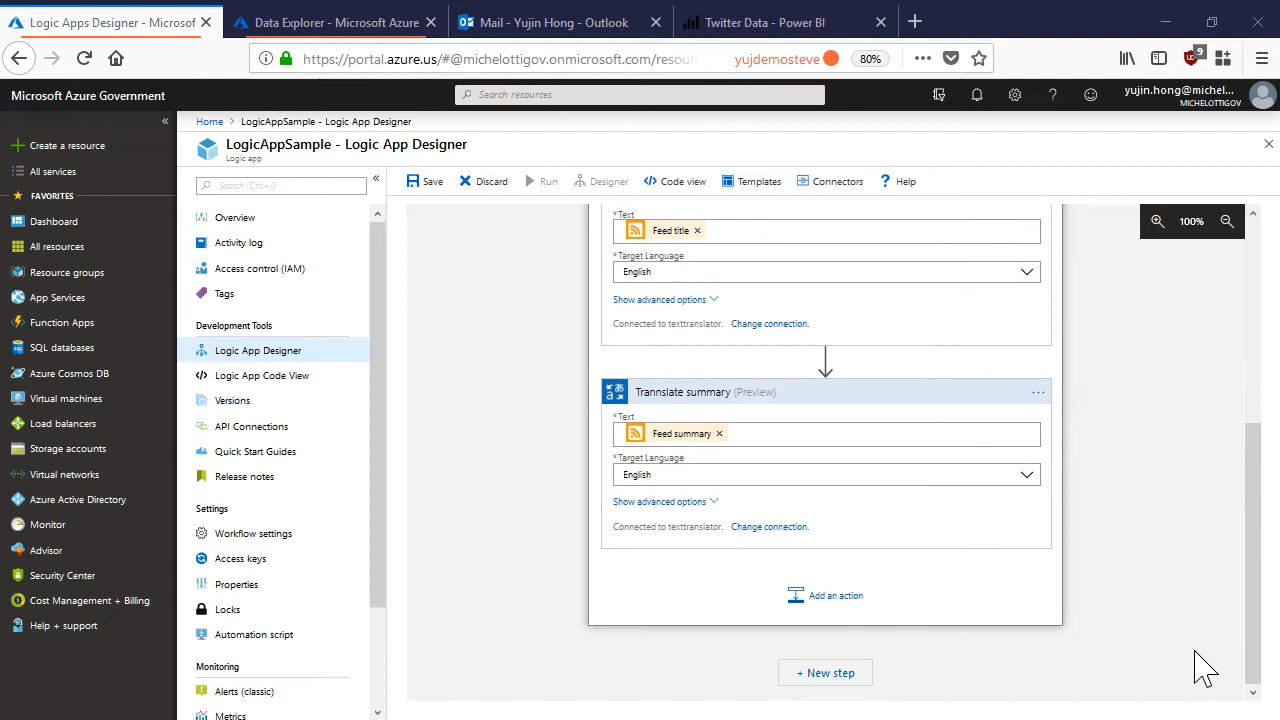 Logic Apps Designer - Microsof
Data Explorer - Microsoft Azure
Mail - Yujin Hong - Outlook
Twitter Data - Power BI
https://portal.azure.us/#@michelottigov.onmicrosoft.com/resour
yujdemosteve
80%
9
Microsoft Azure Government
Search resources
yujin.hong@michel...
MICHELOTTIGOV
Create a resource
All services
FAVORITES
Dashboard
All resources
Resource groups
App Services
Function Apps
SQL databases
Azure Cosmos DB
Virtual machines
Load balancers
Storage accounts
Virtual networks
Azure Active Directory
Monitor
Advisor
Security Center
Cost Management + Billing
Help + support
Home > LogicAppSample - Logic App Designer
LogicAppSample - Logic App Designer
Logic app
Search (Ctrl+/)
Overview
Activity log
Access control (IAM)
Tags
Development Tools
Logic App Designer
Logic App Code View
Versions
API Connections
Quick Start Guides
Release notes
Settings
Workflow settings
Access keys
Properties
Locks
Automation script
Monitoring
Alerts (classic)
Metrics
Save
Discard
Run
Designer
Code view
Templates
Connectors
Help
100%
*Text
Feed title ×
*Target Language
English
Show advanced options
Connected to texttranslator. Change connection.
Trannslate summary (Preview)
*Text
Feed summary ×
*Target Language
English
Show advanced options
Connected to texttranslator. Change connection.
Add an action
+ New step